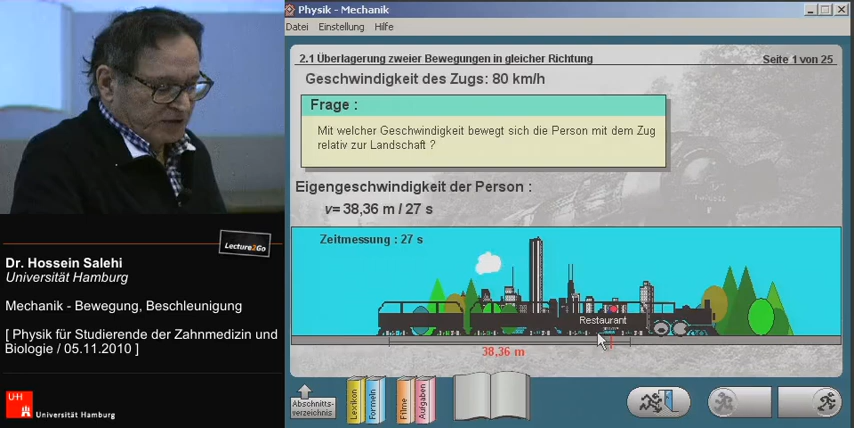 Physik - Mechanik
Datei Einstellung Hilfe
2.1 Überlagerung zweier Bewegungen in gleicher Richtung
Seite 1 von 25
Geschwindigkeit des Zugs: 80 km/h
Frage :
Mit welcher Geschwindigkeit bewegt sich die Person mit dem Zug
relativ zur Landschaft ?
Eigengeschwindigkeit der Person :
v= 38,36 m / 27 s
Zeitmessung : 27 s
Restaurant
38,36 m
Abschnitts-
verzeichnis
Lexikon
Formeln
Filme
Aufgaben
Lecture2Go
Dr. Hossein Salehi
Universität Hamburg
Mechanik - Bewegung, Beschleunigung
[ Physik für Studierende der Zahnmedizin und
Biologie / 05.11.2010 ]
UHH
Universität Hamburg